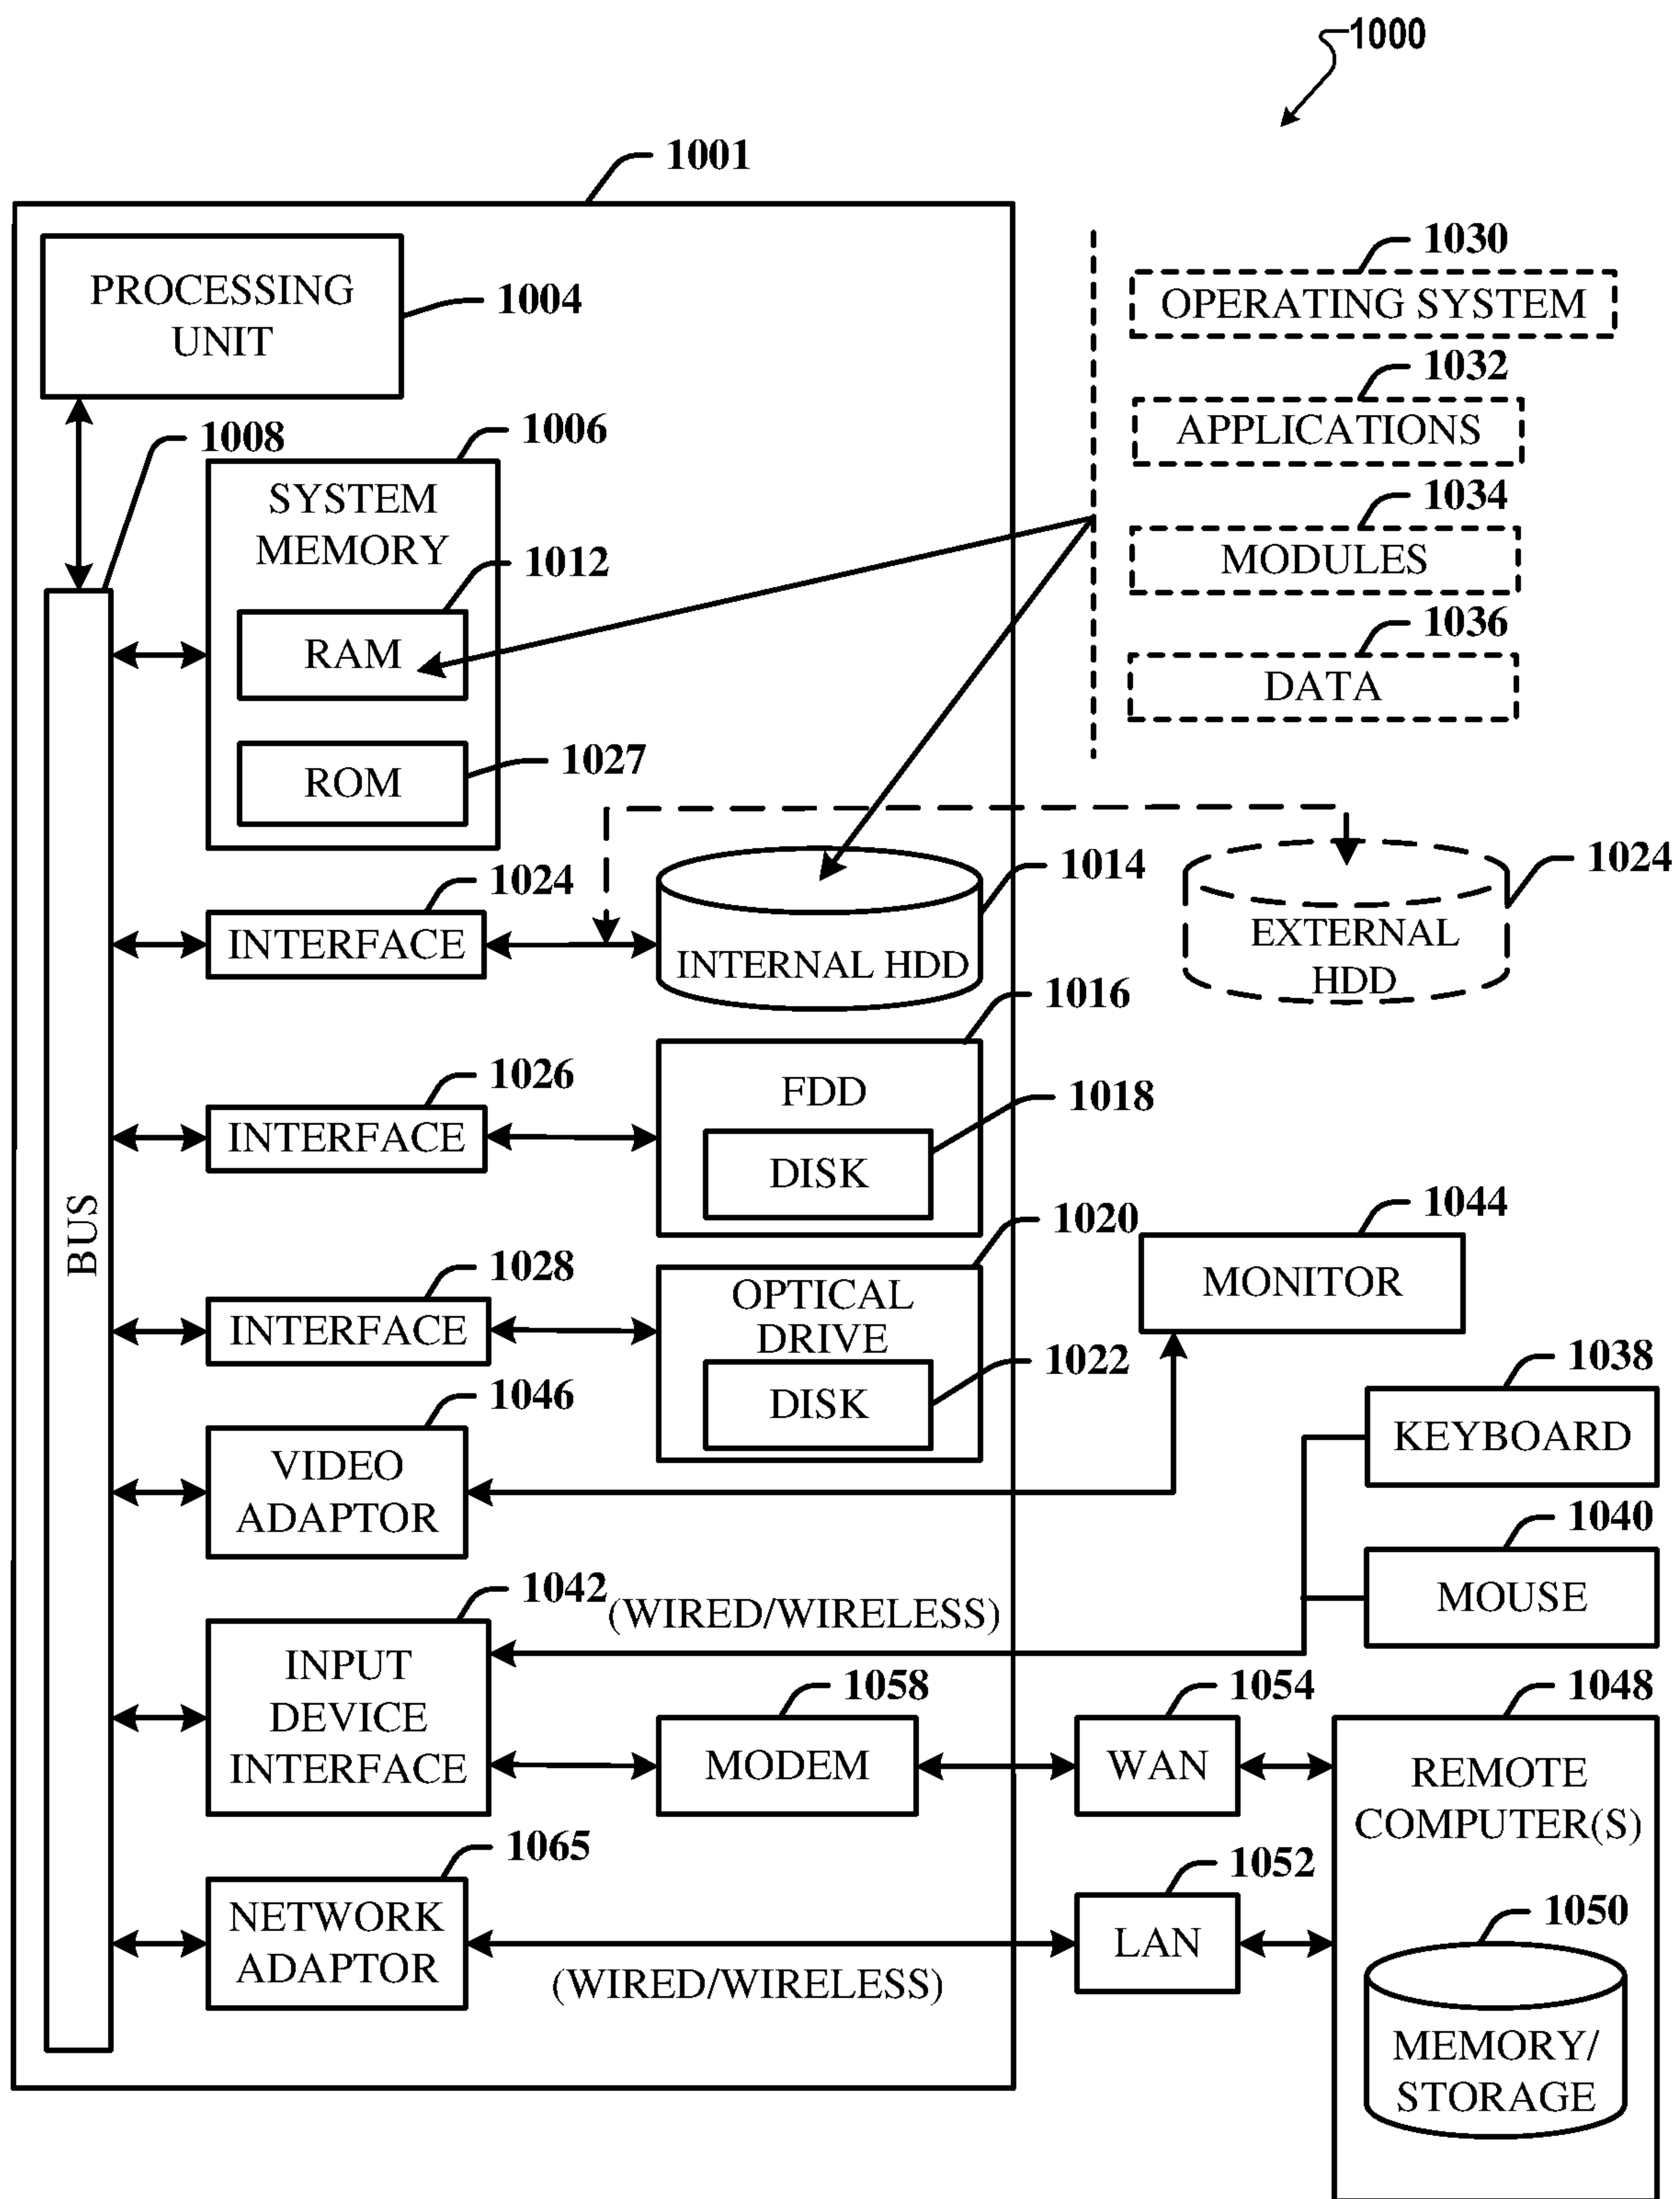 1000
1001
PROCESSING
UNIT
1004
1030
OPERATING SYSTEM
1032
APPLICATIONS
1034
MODULES
1036
DATA
1008
1006
SYSTEM
MEMORY
1012
RAM
1027
ROM
1024
INTERFACE
1014
INTERNAL HDD
1024
EXTERNAL
HDD
1026
INTERFACE
1016
FDD
1018
DISK
BUS
1028
INTERFACE
1020
OPTICAL
DRIVE
1022
DISK
1044
MONITOR
1046
VIDEO
ADAPTOR
1038
KEYBOARD
1040
MOUSE
1042
(WIRED/WIRELESS)
INPUT
DEVICE
INTERFACE
1058
MODEM
1054
WAN
1048
REMOTE
COMPUTER(S)
1065
NETWORK
ADAPTOR
(WIRED/WIRELESS)
1052
LAN
1050
MEMORY/
STORAGE